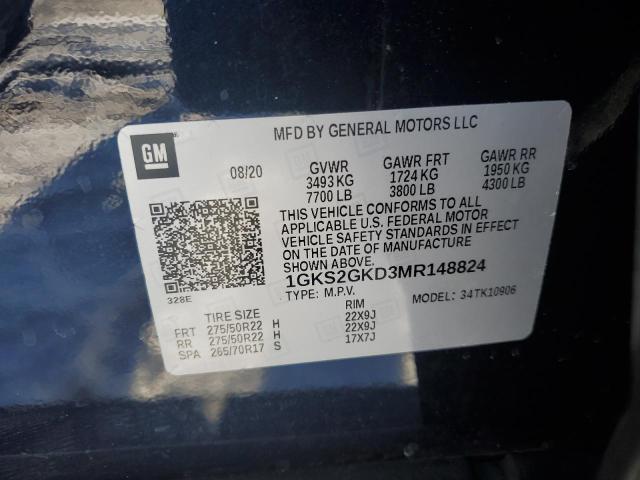 MFD BY GENERAL MOTORS LLC
GM
08/20 GVWR GAWR FRT GAWR RR
3493 KG 1724 KG 1950 KG
7700 LB 3800 LB 4300 LB
THIS VEHICLE CONFORMS TO ALL
APPLICABLE U.S. FEDERAL MOTOR
VEHICLE SAFETY STANDARDS IN EFFECT
ON THE DATE OF MANUFACTURE
SHOWN ABOVE.
1GKS2GKD3MR148824
328E
TYPE: M.P.V. MODEL: 34TK10906
TIRE SIZE RIM
FRT 275/50R22 H 22X9J
RR 275/50R22 H 22X9J
SPA 265/70R17 S 17X7J